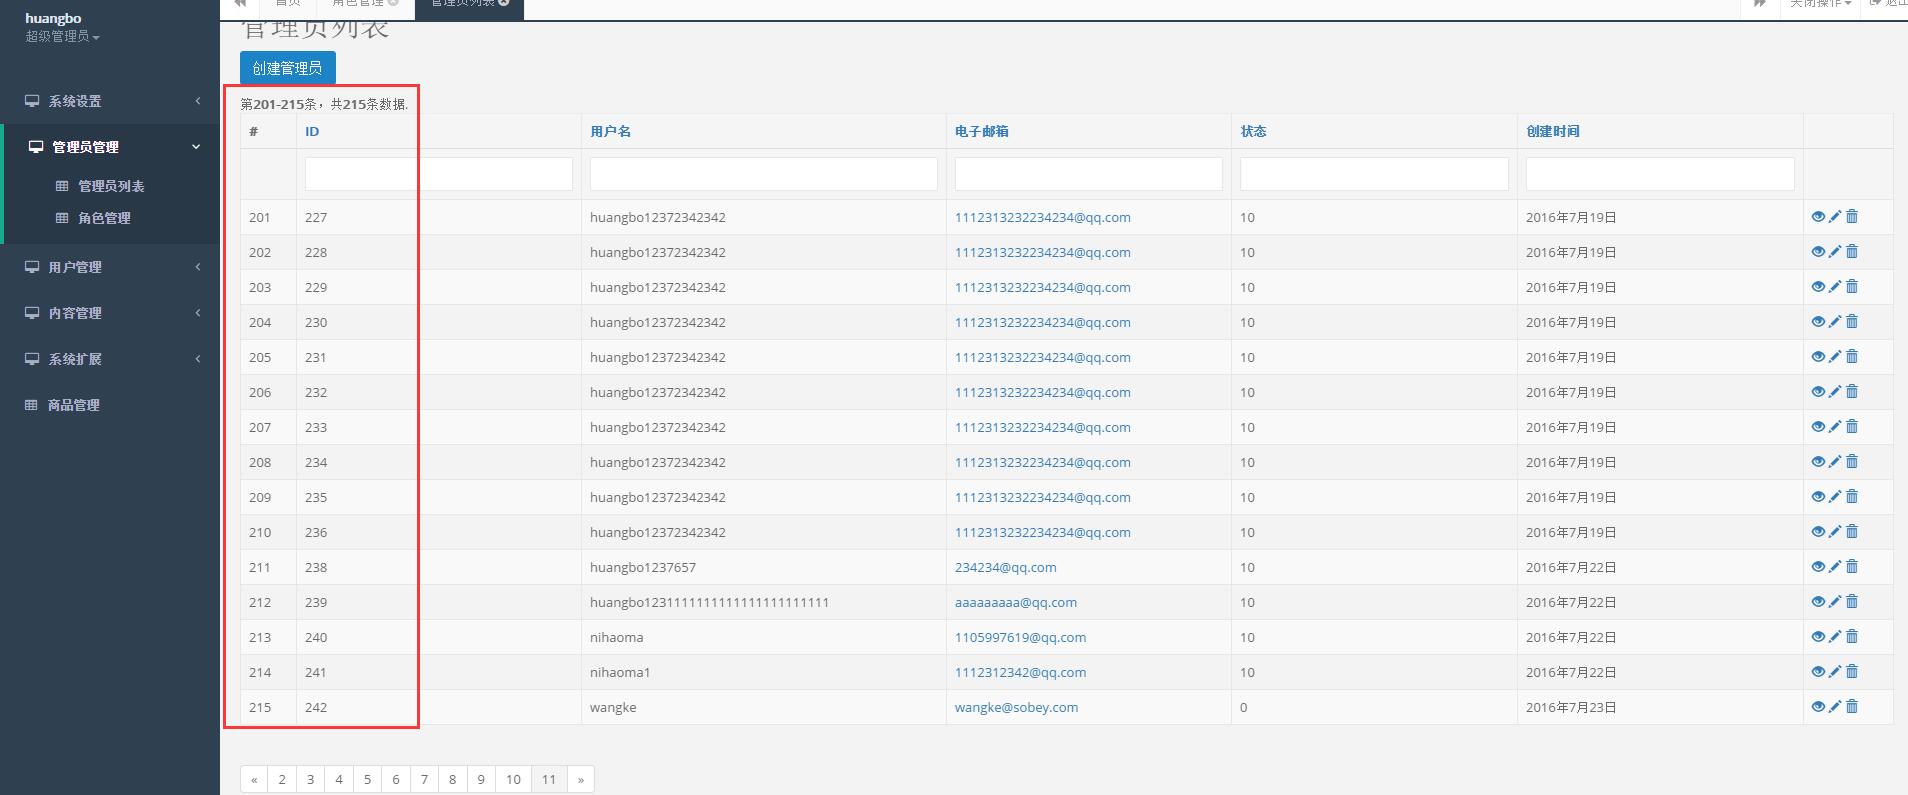 huangbo
超级管理员
系统设置
管理员管理
管理员列表
角色管理
用户管理
内容管理
系统扩展
商品管理
首页 角色管理 管理员列表 关闭操作 退出
管理员列表
创建管理员
第201-215条，共215条数据.
# ID 用户名 电子邮箱 状态 创建时间
201 227 huangbo12372342342 1112313232234234@qq.com 10 2016年7月19日
202 228 huangbo12372342342 1112313232234234@qq.com 10 2016年7月19日
203 229 huangbo12372342342 1112313232234234@qq.com 10 2016年7月19日
204 230 huangbo12372342342 1112313232234234@qq.com 10 2016年7月19日
205 231 huangbo12372342342 1112313232234234@qq.com 10 2016年7月19日
206 232 huangbo12372342342 1112313232234234@qq.com 10 2016年7月19日
207 233 huangbo12372342342 1112313232234234@qq.com 10 2016年7月19日
208 234 huangbo12372342342 1112313232234234@qq.com 10 2016年7月19日
209 235 huangbo12372342342 1112313232234234@qq.com 10 2016年7月19日
210 236 huangbo12372342342 1112313232234234@qq.com 10 2016年7月19日
211 238 huangbo1237657 234234@qq.com 10 2016年7月22日
212 239 huangbo1231111111111111111111111 aaaaaaaaa@qq.com 10 2016年7月22日
213 240 nihaoma 1105997619@qq.com 10 2016年7月22日
214 241 nihaoma1 1112312342@qq.com 10 2016年7月22日
215 242 wangke wangke@sobey.com 0 2016年7月23日
« 2 3 4 5 6 7 8 9 10 11 »